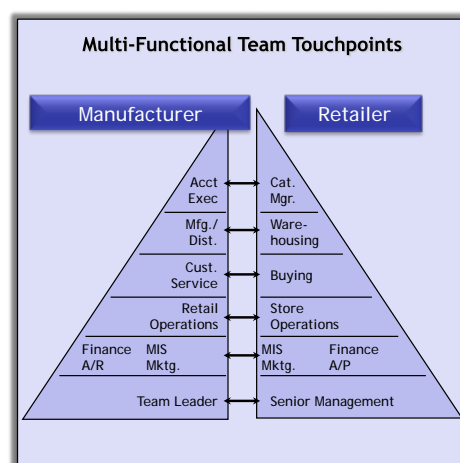 Multi-Functional Team Touchpoints
Manufacturer
Retailer
Acct
Exec
Cat.
Mgr.
Mfg./
Dist.
Ware-
housing
Cust.
Service
Buying
Retail
Operations
Store
Operations
Finance MIS
A/R Mktg.
MIS Finance
Mktg. A/P
Team Leader
Senior Management